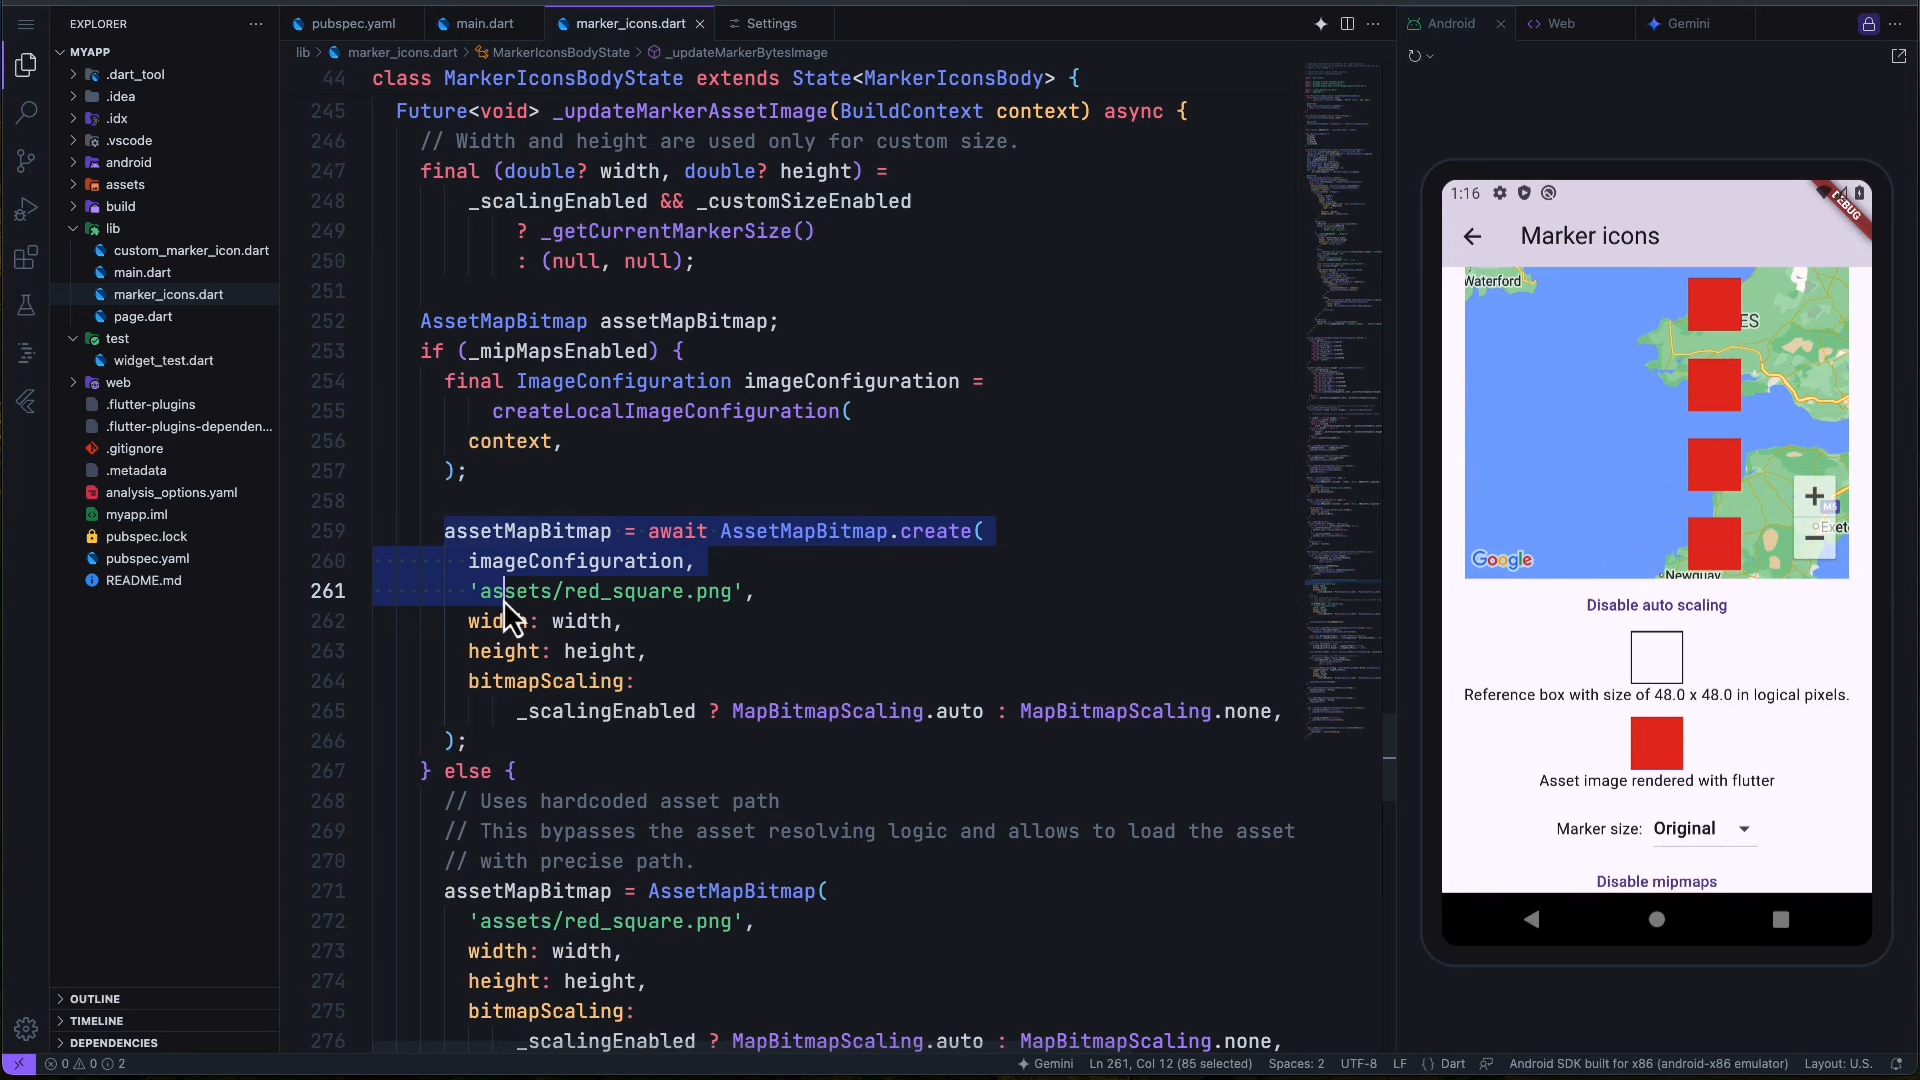 EXPLORER
MYAPP
.dart_tool
.idea
.idx
.vscode
android
assets
build
lib
custom_marker_icon.dart
main.dart
marker_icons.dart
page.dart
test
widget_test.dart
web
.flutter-plugins
.flutter-plugins-dependen...
.gitignore
.metadata
analysis_options.yaml
myapp.iml
pubspec.lock
pubspec.yaml
README.md
OUTLINE
TIMELINE
DEPENDENCIES
pubspec.yaml
main.dart
marker_icons.dart
Settings
lib > marker_icons.dart > MarkerIconsBodyState > _updateMarkerBytesImage
44 class MarkerIconsBodyState extends State<MarkerIconsBody> {
245 Future<void> _updateMarkerAssetImage(BuildContext context) async {
246 // Width and height are used only for custom size.
247 final (double? width, double? height) =
248 _scalingEnabled && _customSizeEnabled
249 ? _getCurrentMarkerSize()
250 : (null, null);
251
252 AssetMapBitmap assetMapBitmap;
253 if (_mipMapsEnabled) {
254 final ImageConfiguration imageConfiguration =
255 createLocalImageConfiguration(
256 context,
257 );
258
259 assetMapBitmap = await AssetMapBitmap.create(
260 imageConfiguration,
261 'assets/red_square.png',
262 width: width,
263 height: height,
264 bitmapScaling:
265 _scalingEnabled ? MapBitmapScaling.auto : MapBitmapScaling.none,
266 );
267 } else {
268 // Uses hardcoded asset path
269 // This bypasses the asset resolving logic and allows to load the asset
270 // with precise path.
271 assetMapBitmap = AssetMapBitmap(
272 'assets/red_square.png',
273 width: width,
274 height: height,
275 bitmapScaling:
276 _scalingEnabled ? MapBitmapScaling.auto : MapBitmapScaling.none,
Android
Web
Gemini
1:16
DEBUG
Marker icons
Waterford
ES
M5
Exet
Newquay
Google
Disable auto scaling
Reference box with size of 48.0 x 48.0 in logical pixels.
Asset image rendered with flutter
Marker size: Original
Disable mipmaps
0 0 2
Gemini Ln 261, Col 12 (85 selected) Spaces: 2 UTF-8 LF {} Dart Android SDK built for x86 (android-x86 emulator) Layout: U.S.